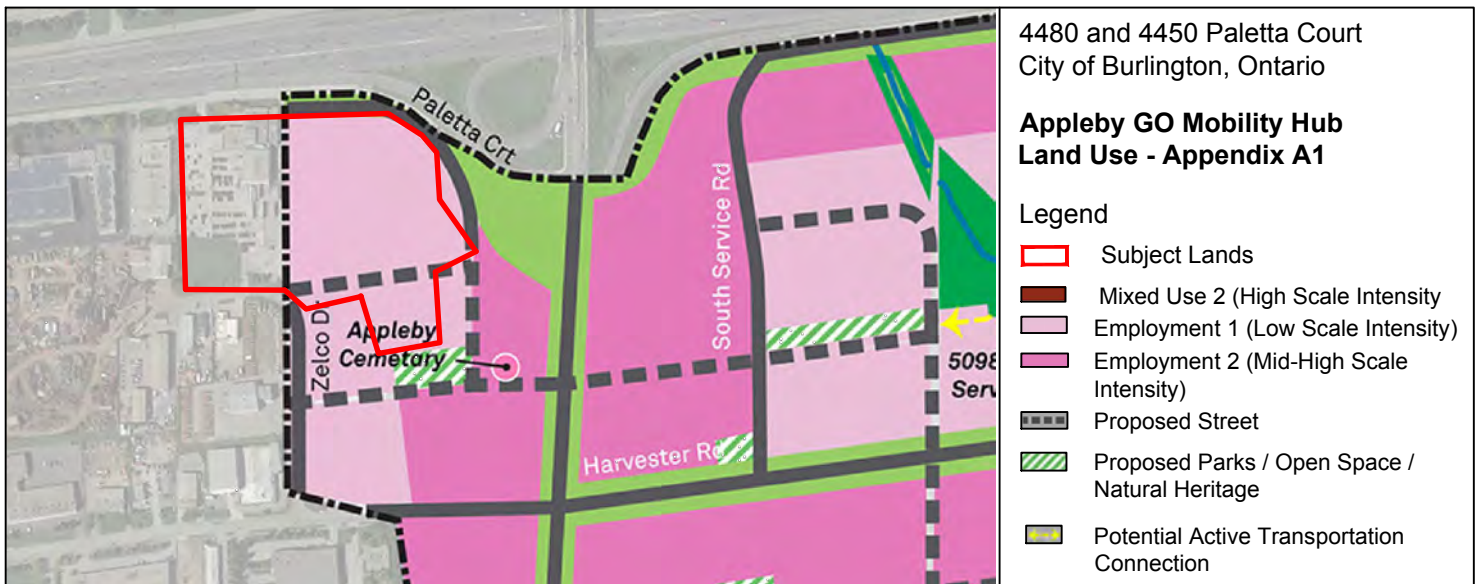 Paletta Crt
South Service Rd
Zelco Dr.
Appleby
Cemetary
5098
Serv
Harvester Rd
4480 and 4450 Paletta Court
City of Burlington, Ontario
Appleby GO Mobility Hub
Land Use - Appendix A1
Legend
Subject Lands
Mixed Use 2 (High Scale Intensity
Employment 1 (Low Scale Intensity)
Employment 2 (Mid-High Scale
Intensity)
Proposed Street
Proposed Parks / Open Space /
Natural Heritage
Potential Active Transportation
Connection